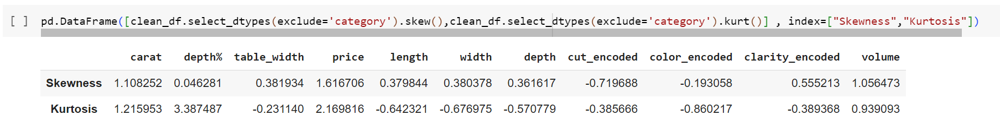 [ ] pd.DataFrame([clean_df.select_dtypes(exclude='category').skew(),clean_df.select_dtypes(exclude='category').kurt()] , index=["Skewness","Kurtosis"])
carat depth% table_width price length width depth cut_encoded color_encoded clarity_encoded volume
Skewness 1.108252 0.046281 0.381934 1.616706 0.379844 0.380378 0.361617 -0.719688 -0.193058 0.555213 1.056473
Kurtosis 1.215953 3.387487 -0.231140 2.169816 -0.642321 -0.676975 -0.570779 -0.385666 -0.860217 -0.389368 0.939093